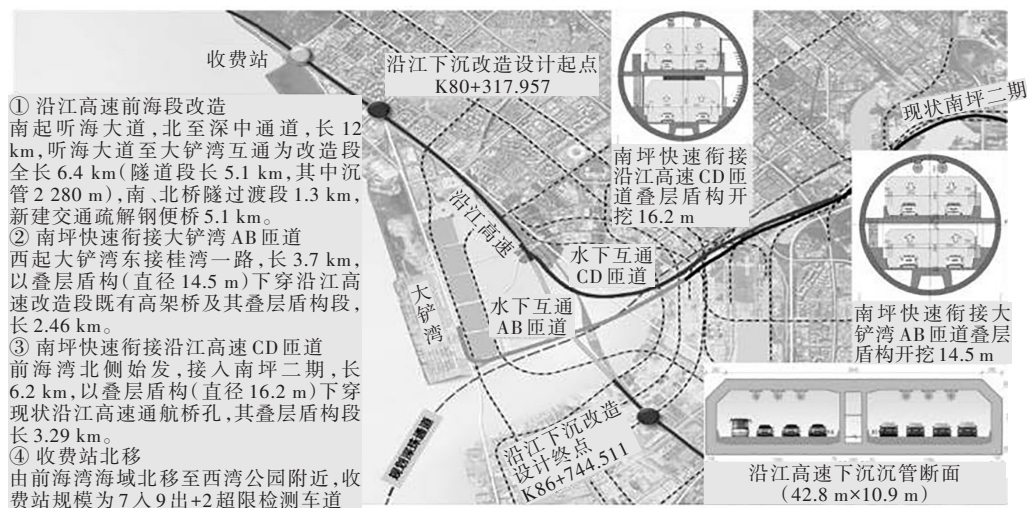 收费站
沿江下沉改造设计起点
K80+317.957
现状南坪二期
① 沿江高速前海段改造
南起听海大道,北至深中通道,长 12
km,听海大道至大铲湾互通为改造段
全长 6.4 km(隧道段长 5.1 km,其中沉
管 2 280 m),南、北桥隧过渡段 1.3 km,
新建交通疏解钢便桥 5.1 km。
② 南坪快速衔接大铲湾 AB 匝道
西起大铲湾东接桂湾一路,长 3.7 km,
以叠层盾构(直径 14.5 m)下穿沿江高
速改造段既有高架桥及其叠层盾构段,
长 2.46 km。
③ 南坪快速衔接沿江高速 CD 匝道
前海湾北侧始发,接入南坪二期,长
6.2 km,以叠层盾构(直径 16.2 m)下穿
现状沿江高速通航桥孔,其叠层盾构段
长 3.29 km。
④ 收费站北移
由前海湾海域北移至西湾公园附近,收
费站规模为 7 入 9 出+2 超限检测车道
南坪快速衔接
沿江高速 CD 匝
道叠层盾构开
挖 16.2 m
沿江高速
水下互通
CD 匝道
大铲湾
水下互通
AB 匝道
南坪快速衔接大
铲湾 AB 匝道叠层
盾构开挖 14.5 m
沿江下沉改造
设计终点
K86+744.511
沿江高速下沉沉管断面
(42.8 m×10.9 m)